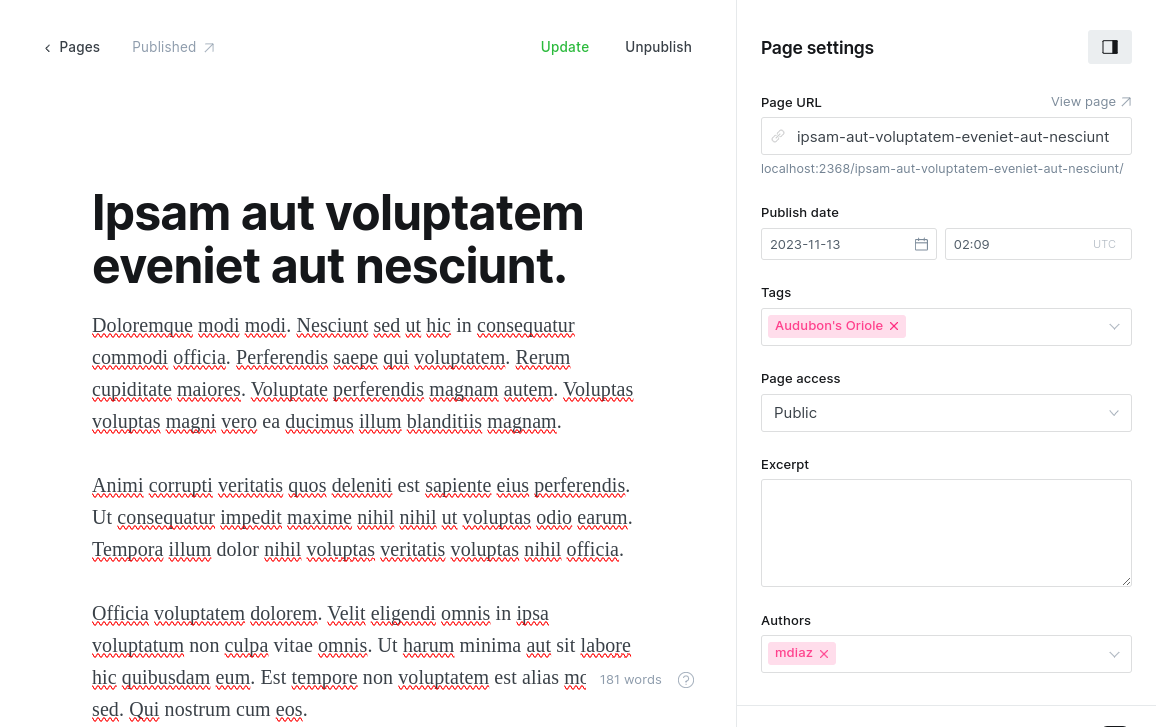 Pages
Published
Update
Unpublish
Ipsam aut voluptatem
eveniet aut nesciunt.
Doloremque modi modi. Nesciunt sed ut hic in consequatur
commodi officia. Perferendis saepe qui voluptatem. Rerum
cupiditate maiores. Voluptate perferendis magnam autem. Voluptas
voluptas magni vero ea ducimus illum blanditiis magnam.
Animi corrupti veritatis quos deleniti est sapiente eius perferendis.
Ut consequatur impedit maxime nihil nihil ut voluptas odio earum.
Tempora illum dolor nihil voluptas veritatis voluptas nihil officia.
Officia voluptatem dolorem. Velit eligendi omnis in ipsa
voluptatum non culpa vitae omnis. Ut harum minima aut sit labore
hic quibusdam eum. Est tempore non voluptatem est alias
sed. Qui nostrum cum eos.
181 words
Page settings
Page URL
View page
ipsam-aut-voluptatem-eveniet-aut-nesciunt
localhost:2368/ipsam-aut-voluptatem-eveniet-aut-nesciunt/
Publish date
2023-11-13
02:09
UTC
Tags
Audubon's Oriole
Page access
Public
Excerpt
Authors
mdiaz